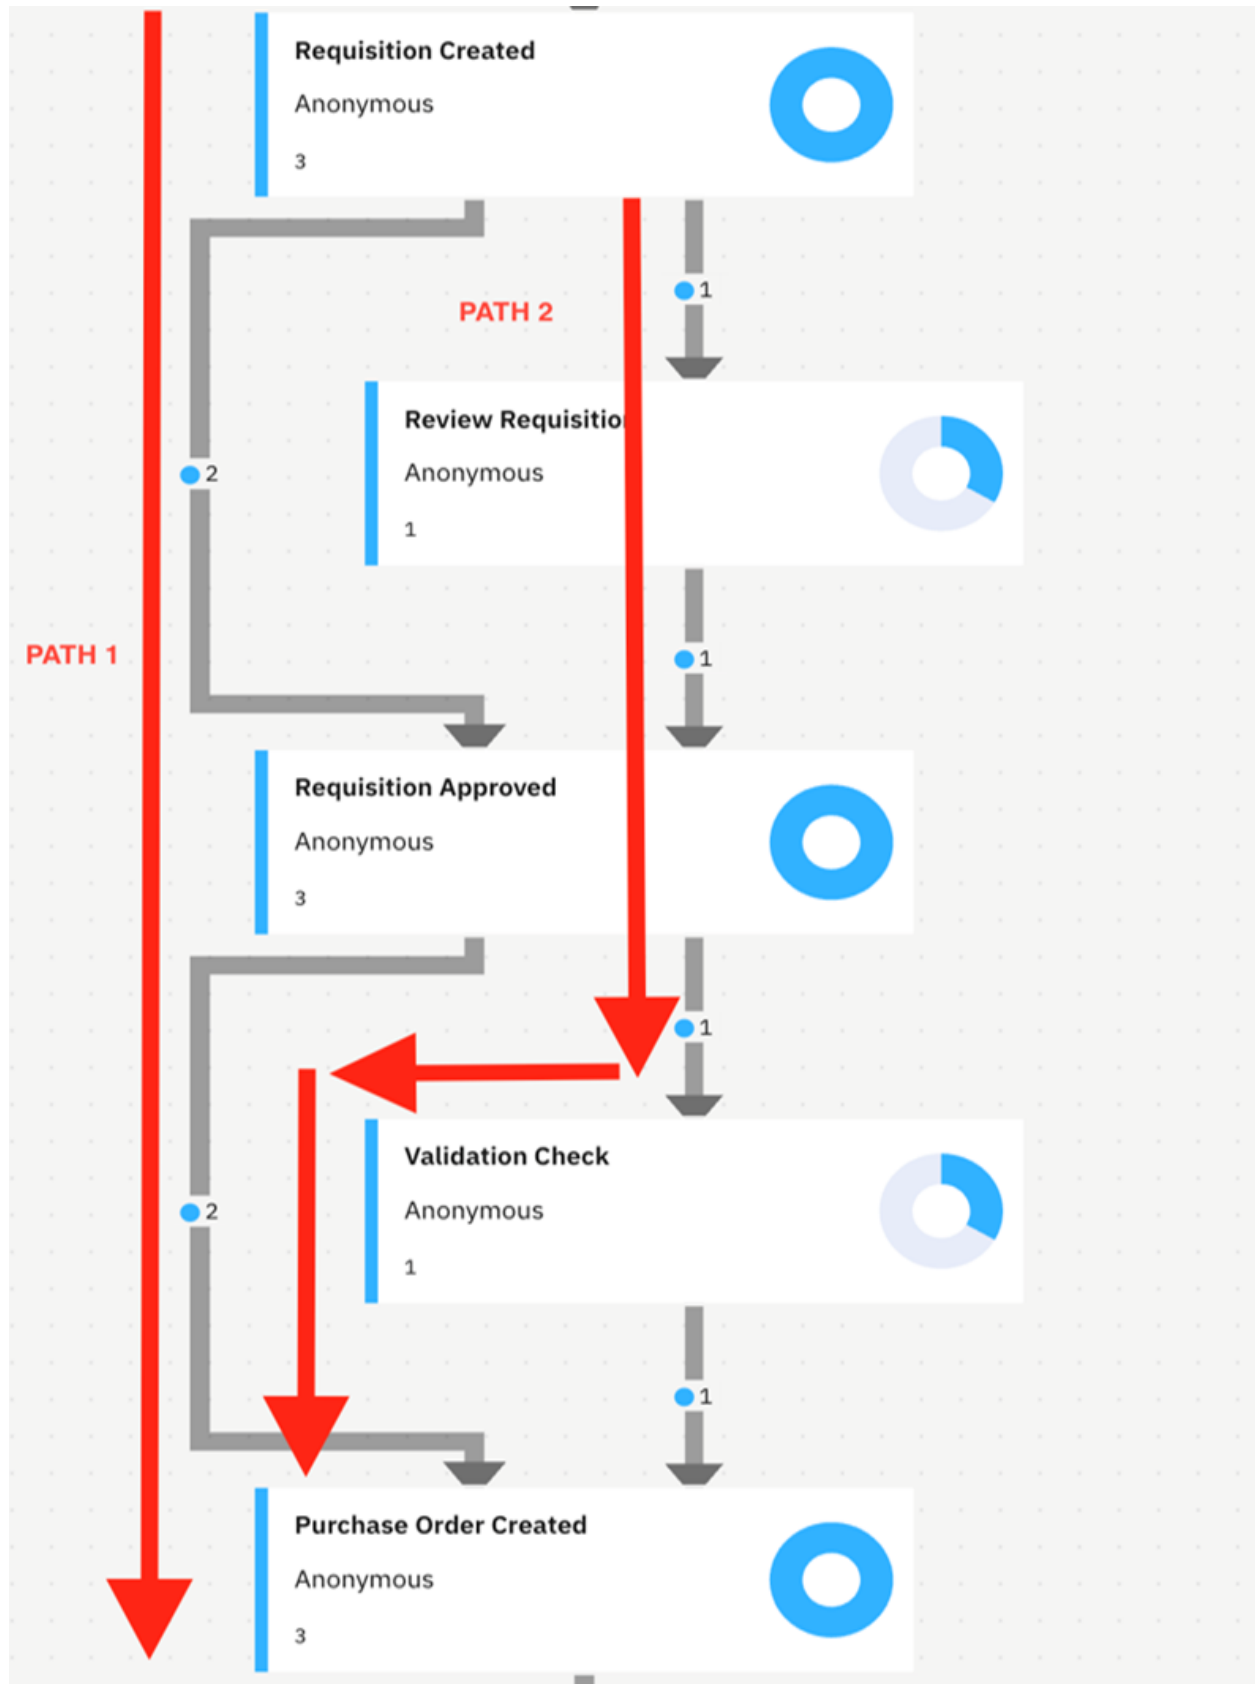 Requisition Created
Anonymous
3
1
PATH 2
Review Requisition
Anonymous
2
1
1
PATH 1
Requisition Approved
Anonymous
3
1
Validation Check
Anonymous
2
1
1
Purchase Order Created
Anonymous
3